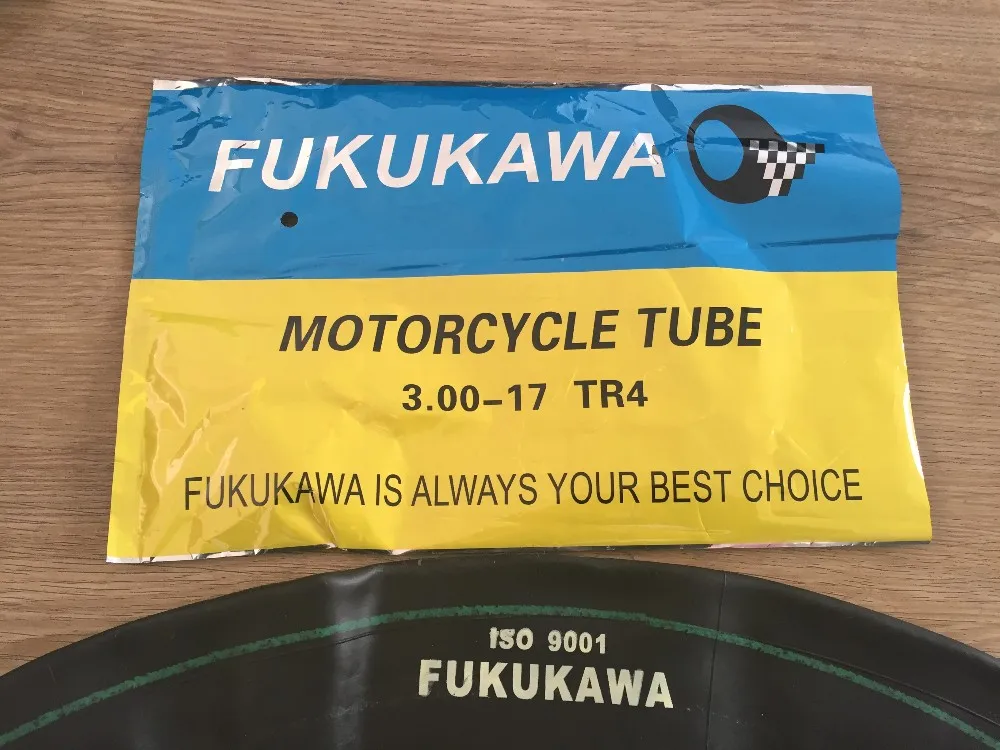 FUKUKAWA
MOTORCYCLE TUBE
3.00-17 TR4
FUKUKAWA IS ALWAYS YOUR BEST CHOICE
ISO 9001
FUKUKAWA